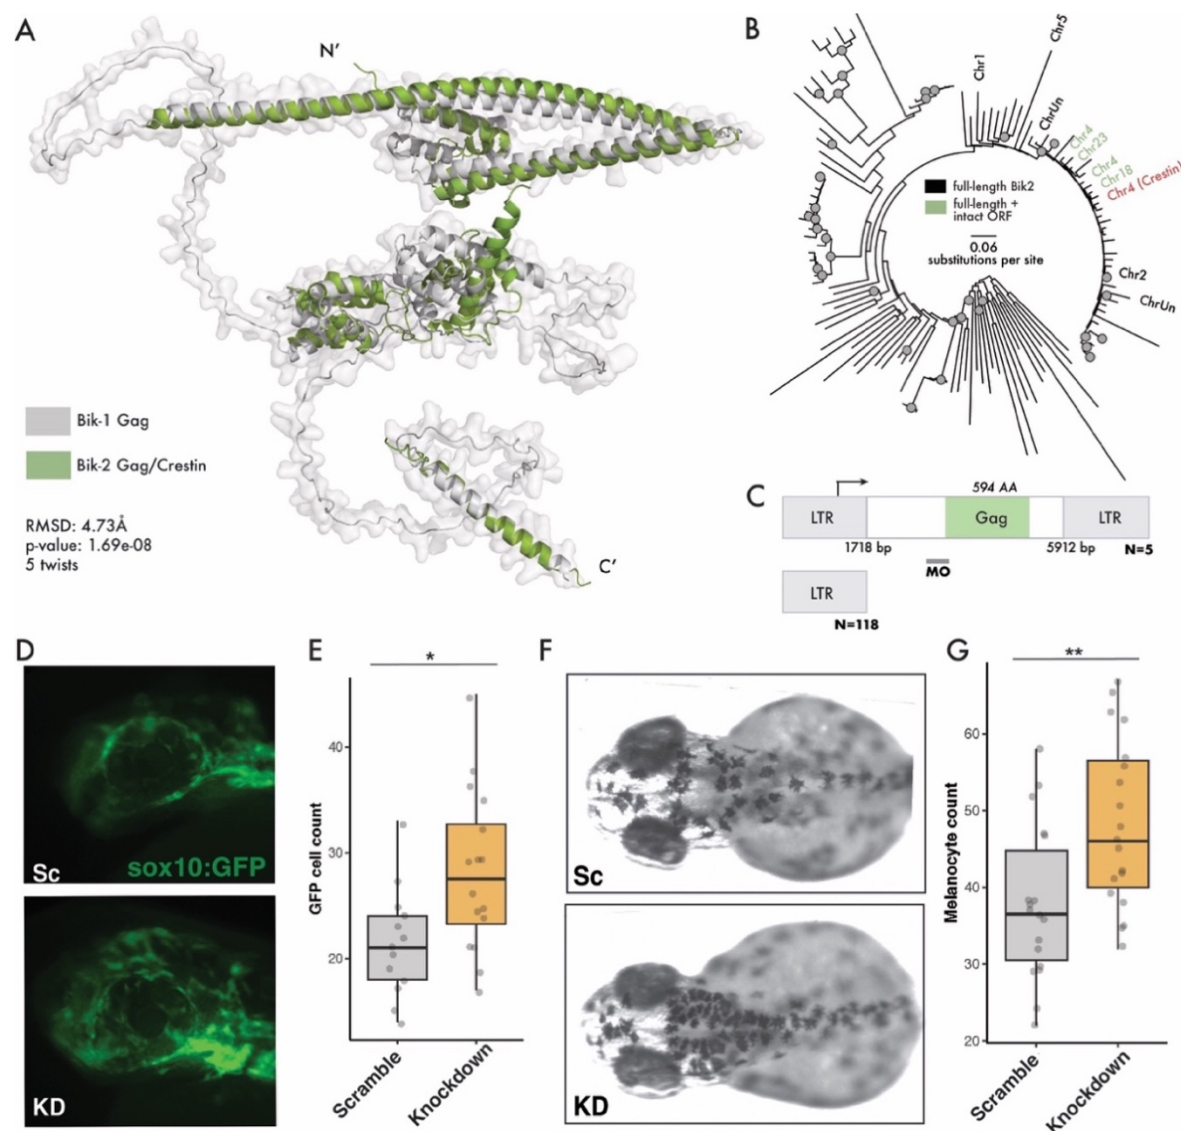 A
N'
Bik-1 Gag
Bik-2 Gag/Crestin
RMSD: 4.73Å
p-value: 1.69e-08
5 twists
C'
B
Chr1
Chr5
ChrUn
Chr4
Chr23
Chr4
Chr18
Chr4 (Crestin)
full-length Bik2
full-length +
intact ORF
0.06
substitutions per site
Chr2
ChrUn
C
594 AA
LTR
Gag
LTR
1718 bp
5912 bp
N=5
MO
LTR
N=118
D
Sc
sox10:GFP
KD
E
*
GFP cell count
40
30
20
Scramble
Knockdown
F
Sc
KD
G
**
Melanocyte count
60
50
40
30
20
Scramble
Knockdown